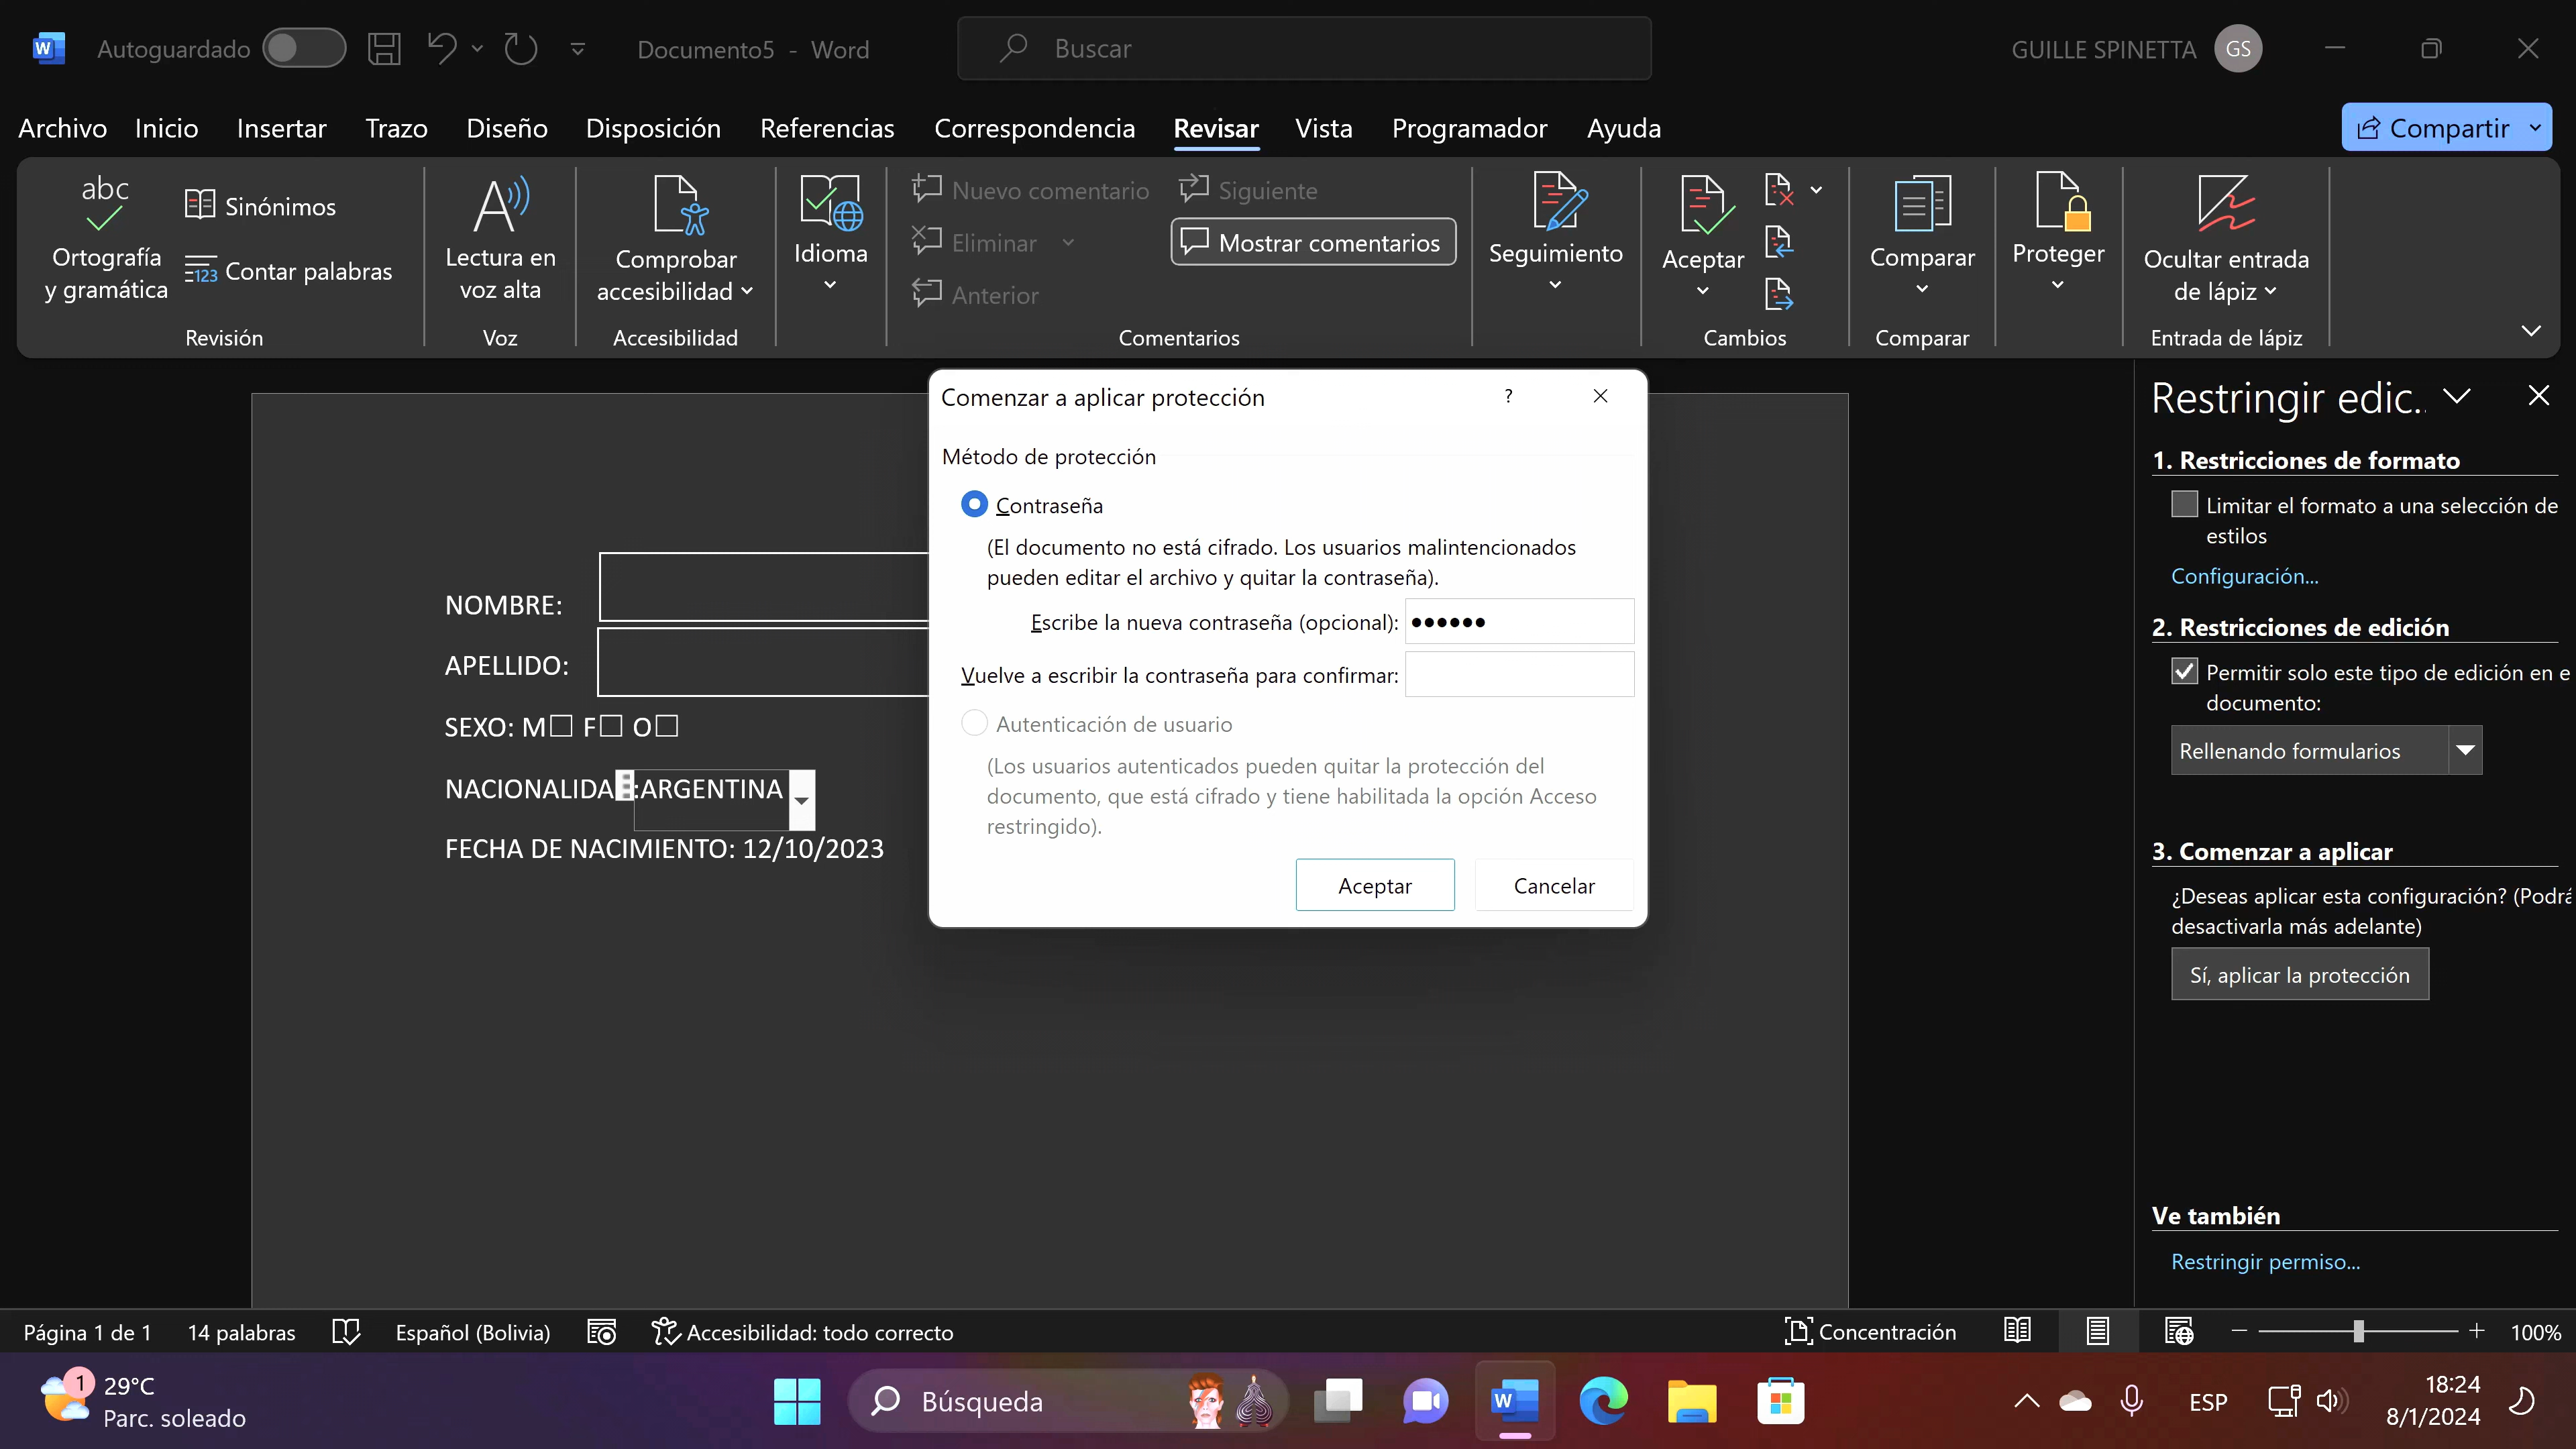 Autoguardado
Documento5 - Word
Buscar
GUILLE SPINETTA
GS
Archivo Inicio Insertar Trazo Diseño Disposición Referencias Correspondencia Revisar Vista Programador Ayuda
Compartir
abc
Ortografía
y gramática
Sinónimos
123 Contar palabras
Revisión
A
Lectura en
voz alta
Voz
Comprobar
accesibilidad
Accesibilidad
Idioma
Nuevo comentario
Eliminar
Anterior
Siguiente
Mostrar comentarios
Comentarios
Seguimiento
Aceptar
Cambios
Comparar
Comparar
Proteger
Ocultar entrada
de lápiz
Entrada de lápiz
NOMBRE:
APELLIDO:
SEXO: M☐ F☐ O☐
NACIONALIDA :ARGENTINA
FECHA DE NACIMIENTO: 12/10/2023
Comenzar a aplicar protección
?
Método de protección
Contraseña
(El documento no está cifrado. Los usuarios malintencionados
pueden editar el archivo y quitar la contraseña).
Escribe la nueva contraseña (opcional): ●●●●●●
Vuelve a escribir la contraseña para confirmar:
Autenticación de usuario
(Los usuarios autenticados pueden quitar la protección del
documento, que está cifrado y tiene habilitada la opción Acceso
restringido).
Aceptar
Cancelar
Restringir edic..
1. Restricciones de formato
Limitar el formato a una selección de
estilos
Configuración...
2. Restricciones de edición
Permitir solo este tipo de edición en e
documento:
Rellenando formularios
3. Comenzar a aplicar
¿Deseas aplicar esta configuración? (Podrá
desactivarla más adelante)
Sí, aplicar la protección
Ve también
Restringir permiso...
Página 1 de 1
14 palabras
Español (Bolivia)
Accesibilidad: todo correcto
Concentración
100%
1
29°C
Parc. soleado
Búsqueda
W
ESP
18:24
8/1/2024